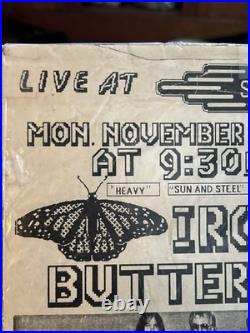 LIVE AT S
MON. NOVEMBER
AT 9:30
"HEAVY" "SUN AND STEEL"
IRO
BUTTER